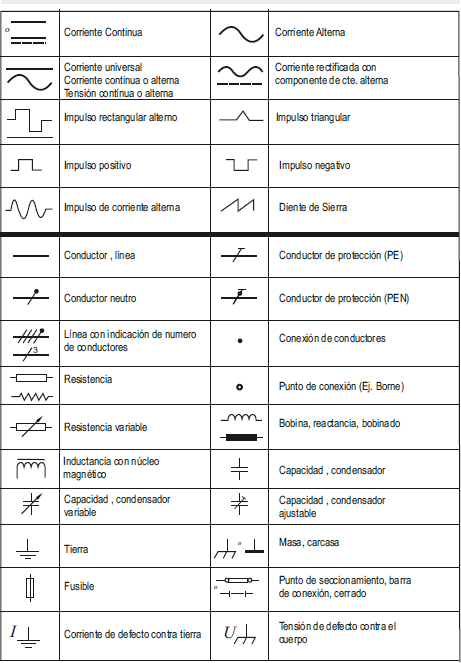 o
Corriente Continua
Corriente Alterna
Corriente universal
Corriente continua o alterna
Tensión continua o alterna
Corriente rectificada con
componente de cte. alterna
Impulso rectangular alterno
Impulso triangular
Impulso positivo
Impulso negativo
Impulso de corriente alterna
Diente de Sierra
Conductor , línea
Conductor de protección (PE)
Conductor neutro
Conductor de protección (PEN)
Línea con indicación de numero
de conductores
3
Conexión de conductores
Resistencia
Punto de conexión (Ej. Borne)
Resistencia variable
Bobina, reactancia, bobinado
Inductancia con núcleo
magnético
Capacidad , condensador
Capacidad , condensador
variable
Capacidad , condensador
ajustable
Tierra
o
Masa, carcasa
Fusible
o
Punto de seccionamiento, barra
de conexión, cerrado
I
Corriente de defecto contra tierra
U
Tensión de defecto contra el
cuerpo